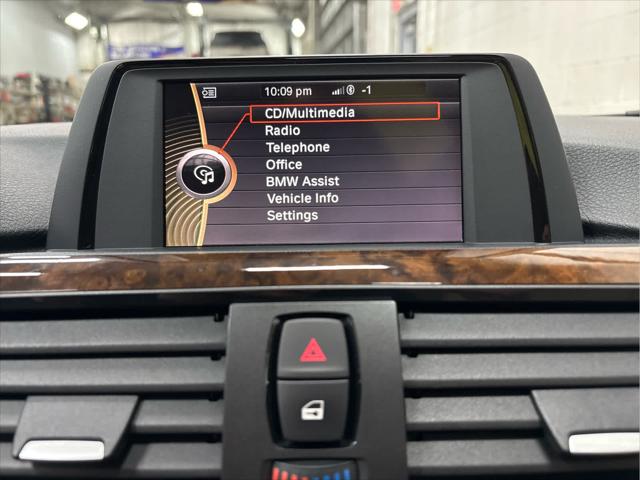 10:09 pm -1
CD/Multimedia
Radio
Telephone
Office
BMW Assist
Vehicle Info
Settings